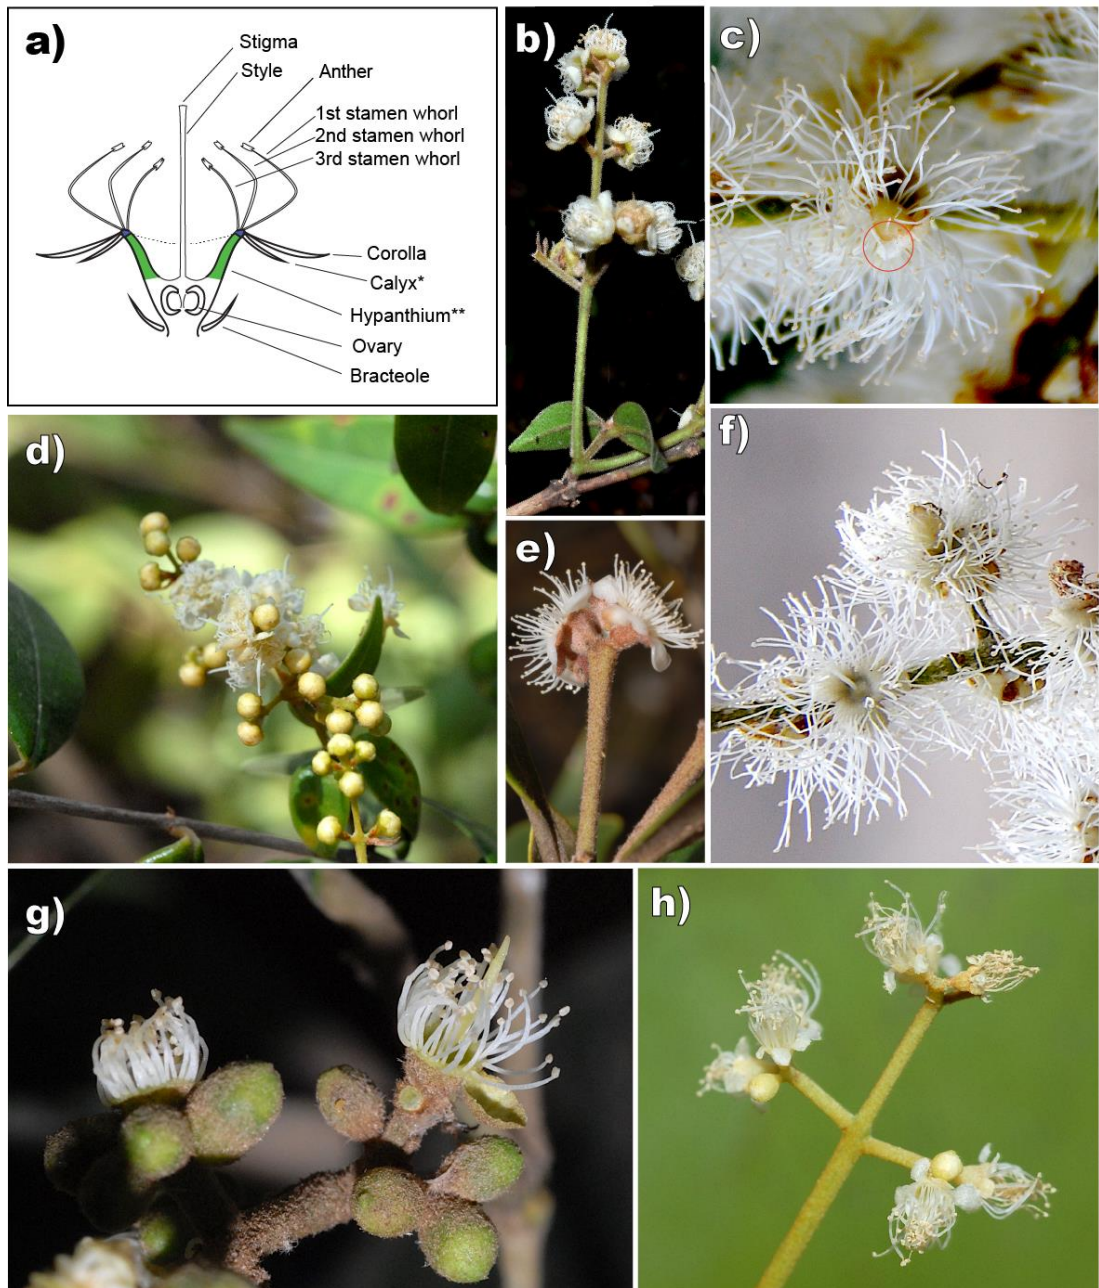 a)
Stigma
Style
Anther
1st stamen whorl
2nd stamen whorl
3rd stamen whorl
Corolla
Calyx*
Hypanthium**
Ovary
Bracteole
b)
c)
d)
e)
f)
g)
h)